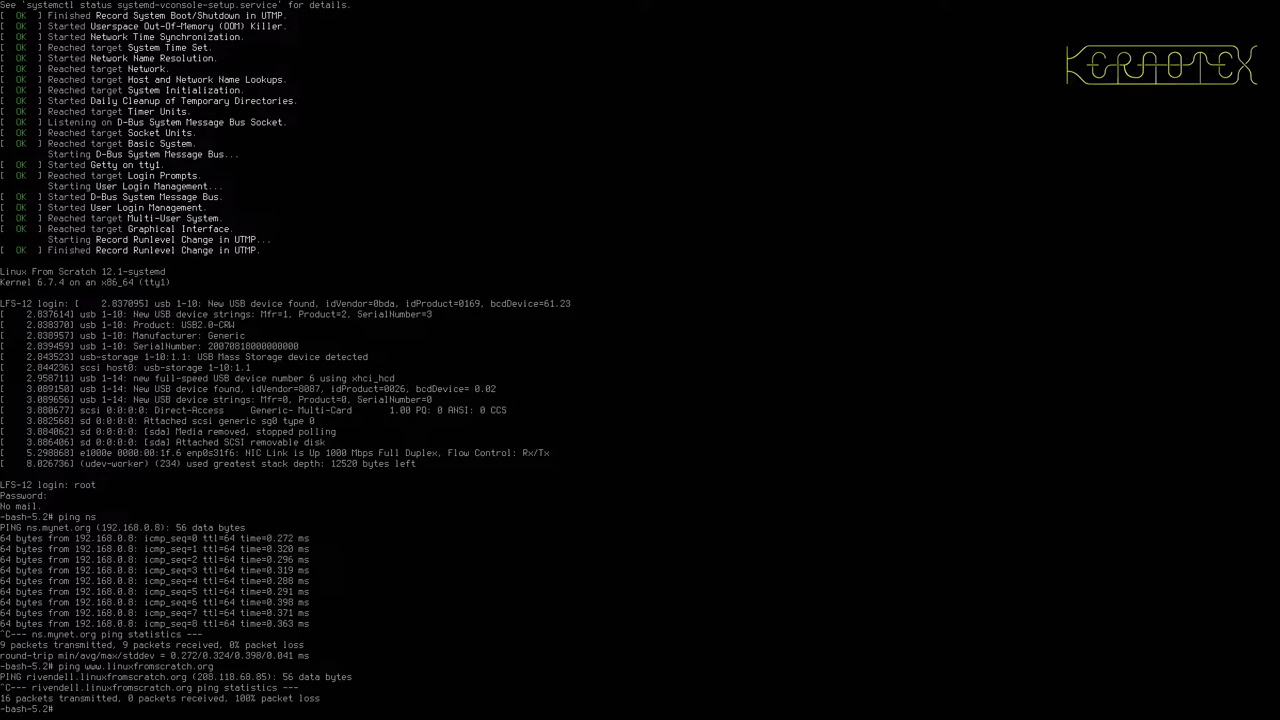 See 'systemctl status systemd-vconsole-setup.service' for details.
[  OK  ] Finished Record System Boot/Shutdown in UTMP.
[  OK  ] Started Userspace Out-Of-Memory (OOM) Killer.
[  OK  ] Started Network Time Synchronization.
[  OK  ] Reached target System Time Set.
[  OK  ] Started Network Name Resolution.
[  OK  ] Reached target Network.
[  OK  ] Reached target Host and Network Name Lookups.
[  OK  ] Reached target System Initialization.
[  OK  ] Started Daily Cleanup of Temporary Directories.
[  OK  ] Reached target Timer Units.
[  OK  ] Listening on D-Bus System Message Bus Socket.
[  OK  ] Reached target Socket Units.
[  OK  ] Reached target Basic System.
Starting D-Bus System Message Bus...
[  OK  ] Started Getty on tty1.
[  OK  ] Reached target Login Prompts.
Starting User Login Management...
[  OK  ] Started D-Bus System Message Bus.
[  OK  ] Started User Login Management.
[  OK  ] Reached target Multi-User System.
[  OK  ] Reached target Graphical Interface.
Starting Record Runlevel Change in UTMP...
[  OK  ] Finished Record Runlevel Change in UTMP.
Linux From Scratch 12.1-systemd
Kernel 6.7.4 on an x86_64 (tty1)
LFS-12 login: [    2.837095] usb 1-10: New USB device found, idVendor=0bda, idProduct=0169, bcdDevice=61.23
[    2.837614] usb 1-10: New USB device strings: Mfr=1, Product=2, SerialNumber=3
[    2.838370] usb 1-10: Product: USB2.0-CRW
[    2.838957] usb 1-10: Manufacturer: Generic
[    2.839459] usb 1-10: SerialNumber: 20070818000000000
[    2.843523] usb-storage 1-10:1.1: USB Mass Storage device detected
[    2.844236] scsi host0: usb-storage 1-10:1.1
[    2.958711] usb 1-14: new full-speed USB device number 6 using xhci_hcd
[    3.089150] usb 1-14: New USB device found, idVendor=8087, idProduct=0026, bcdDevice= 0.02
[    3.089656] usb 1-14: New USB device strings: Mfr=0, Product=0, SerialNumber=0
[    3.880677] scsi 0:0:0:0: Direct-Access     Generic- Multi-Card       1.00 PQ: 0 ANSI: 0 CCS
[    3.882568] sd 0:0:0:0: Attached scsi generic sg0 type 0
[    3.884062] sd 0:0:0:0: [sda] Media removed, stopped polling
[    3.886406] sd 0:0:0:0: [sda] Attached SCSI removable disk
[    5.298868] e1000e 0000:00:1f.6 enp0s31f6: NIC Link is Up 1000 Mbps Full Duplex, Flow Control: Rx/Tx
[    8.026736] (udev-worker) (234) used greatest stack depth: 12520 bytes left
LFS-12 login: root
Password:
No mail.
-bash-5.2# ping ns
PING ns.mynet.org (192.168.0.8): 56 data bytes
64 bytes from 192.168.0.8: icmp_seq=0 ttl=64 time=0.272 ms
64 bytes from 192.168.0.8: icmp_seq=1 ttl=64 time=0.320 ms
64 bytes from 192.168.0.8: icmp_seq=2 ttl=64 time=0.296 ms
64 bytes from 192.168.0.8: icmp_seq=3 ttl=64 time=0.319 ms
64 bytes from 192.168.0.8: icmp_seq=4 ttl=64 time=0.288 ms
64 bytes from 192.168.0.8: icmp_seq=5 ttl=64 time=0.291 ms
64 bytes from 192.168.0.8: icmp_seq=6 ttl=64 time=0.398 ms
64 bytes from 192.168.0.8: icmp_seq=7 ttl=64 time=0.371 ms
64 bytes from 192.168.0.8: icmp_seq=8 ttl=64 time=0.363 ms
^C--- ns.mynet.org ping statistics ---
9 packets transmitted, 9 packets received, 0% packet loss
round-trip min/avg/max/stddev = 0.272/0.324/0.398/0.041 ms
-bash-5.2# ping www.linuxfromscratch.org
PING rivendell.linuxfromscratch.org (208.118.68.85): 56 data bytes
^C--- rivendell.linuxfromscratch.org ping statistics ---
16 packets transmitted, 0 packets received, 100% packet loss
-bash-5.2#
KERAOTEX